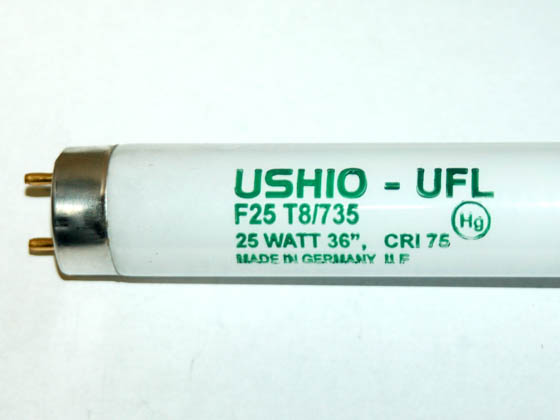 USHIO - UFL
F25 T8/735
Hg
25 WATT 36", CRI 75
MADE IN GERMANY